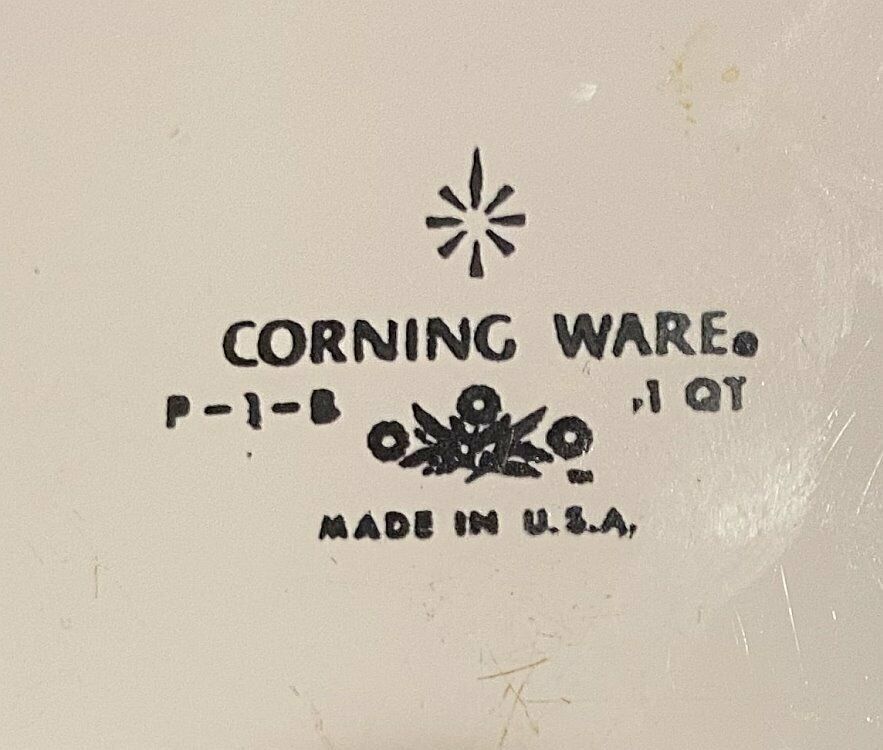 CORNING WARE®
P-1-B 1 QT
MADE IN U.S.A.